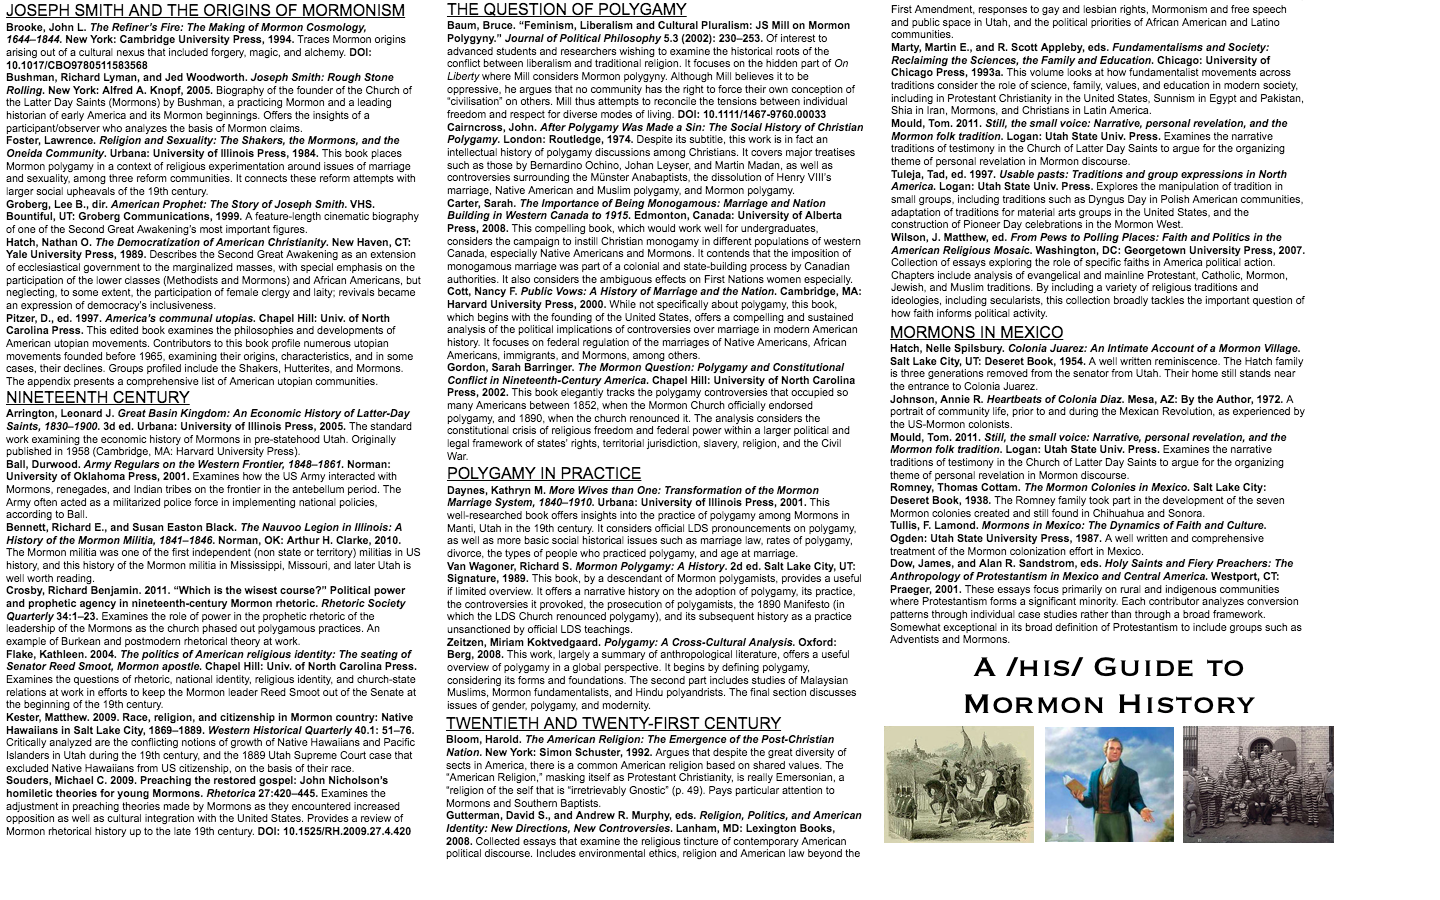 JOSEPH SMITH AND THE ORIGINS OF MORMONISM
Brooke, John L. The Refiner's Fire: The Making of Mormon Cosmology,
1644–1844. New York: Cambridge University Press, 1994. Traces Mormon origins
arising out of a cultural nexus that included forgery, magic, and alchemy. DOI:
10.1017/CBO9780511583568
Bushman, Richard Lyman, and Jed Woodworth. Joseph Smith: Rough Stone
Rolling. New York: Alfred A. Knopf, 2005. Biography of the founder of the Church of
the Latter Day Saints (Mormons) by Bushman, a practicing Mormon and a leading
historian of early America and its Mormon beginnings. Offers the insights of a
participant/observer who analyzes the basis of Mormon claims.
Foster, Lawrence. Religion and Sexuality: The Shakers, the Mormons, and the
Oneida Community. Urbana: University of Illinois Press, 1984. This book places
Mormon polygamy in a context of religious experimentation around issues of marriage
and sexuality, among three reform communities. It connects these reform attempts with
larger social upheavals of the 19th century.
Groberg, Lee B., dir. American Prophet: The Story of Joseph Smith. VHS.
Bountiful, UT: Groberg Communications, 1999. A feature-length cinematic biography
of one of the Second Great Awakening's most important figures.
Hatch, Nathan O. The Democratization of American Christianity. New Haven, CT:
Yale University Press, 1989. Describes the Second Great Awakening as an extension
of ecclesiastical government to the marginalized masses, with special emphasis on the
participation of the lower classes (Methodists and Mormons) and African Americans, but
neglecting, to some extent, the participation of female clergy and laity; revivals became
an expression of democracy's inclusiveness.
Pitzer, D., ed. 1997. America's communal utopias. Chapel Hill: Univ. of North
Carolina Press. This edited book examines the philosophies and developments of
American utopian movements. Contributors to this book profile numerous utopian
movements founded before 1965, examining their origins, characteristics, and in some
cases, their declines. Groups profiled include the Shakers, Hutterites, and Mormons.
The appendix presents a comprehensive list of American utopian communities.
NINETEENTH CENTURY
Arrington, Leonard J. Great Basin Kingdom: An Economic History of Latter-Day
Saints, 1830–1900. 3d ed. Urbana: University of Illinois Press, 2005. The standard
work examining the economic history of Mormons in pre-statehood Utah. Originally
published in 1958 (Cambridge, MA: Harvard University Press).
Ball, Durwood. Army Regulars on the Western Frontier, 1848–1861. Norman:
University of Oklahoma Press, 2001. Examines how the US Army interacted with
Mormons, renegades, and Indian tribes on the frontier in the antebellum period. The
Army often acted as a militarized police force in implementing national policies,
according to Ball.
Bennett, Richard E., and Susan Easton Black. The Nauvoo Legion in Illinois: A
History of the Mormon Militia, 1841–1846. Norman, OK: Arthur H. Clarke, 2010.
The Mormon militia was one of the first independent (non state or territory) militias in US
history, and this history of the Mormon militia in Mississippi, Missouri, and later Utah is
well worth reading.
Crosby, Richard Benjamin. 2011. "Which is the wisest course?" Political power
and prophetic agency in nineteenth-century Mormon rhetoric. Rhetoric Society
Quarterly 34:1–23. Examines the role of power in the prophetic rhetoric of the
leadership of the Mormons as the church phased out polygamous practices. An
example of Burkean and postmodern rhetorical theory at work.
Flake, Kathleen. 2004. The politics of American religious identity: The seating of
Senator Reed Smoot, Mormon apostle. Chapel Hill: Univ. of North Carolina Press.
Examines the questions of rhetoric, national identity, religious identity, and church-state
relations at work in efforts to keep the Mormon leader Reed Smoot out of the Senate at
the beginning of the 19th century.
Kester, Matthew. 2009. Race, religion, and citizenship in Mormon country: Native
Hawaiians in Salt Lake City, 1869–1889. Western Historical Quarterly 40.1: 51–76.
Critically analyzed are the conflicting notions of growth of Native Hawaiians and Pacific
Islanders in Utah during the 19th century, and the 1889 Utah Supreme Court case that
excluded Native Hawaiians from US citizenship, on the basis of their race.
Souders, Michael C. 2009. Preaching the restored gospel: John Nicholson's
homiletic theories for young Mormons. Rhetorica 27:420–445. Examines the
adjustment in preaching theories made by Mormons as they encountered increased
opposition as well as cultural integration with the United States. Provides a review of
Mormon rhetorical history up to the late 19th century. DOI: 10.1525/RH.2009.27.4.420
THE QUESTION OF POLYGAMY
Baum, Bruce. "Feminism, Liberalism and Cultural Pluralism: JS Mill on Mormon
Polygyny." Journal of Political Philosophy 5.3 (2002): 230–253. Of interest to
advanced students and researchers wishing to examine the historical roots of the
conflict between liberalism and traditional religion. It focuses on the hidden part of On
Liberty where Mill considers Mormon polygyny. Although Mill believes it to be
oppressive, he argues that no community has the right to force their own conception of
"civilisation" on others. Mill thus attempts to reconcile the tensions between individual
freedom and respect for diverse modes of living. DOI: 10.1111/1467-9760.00033
Cairncross, John. After Polygamy Was Made a Sin: The Social History of Christian
Polygamy. London: Routledge, 1974. Despite its subtitle, this work is in fact an
intellectual history of polygamy discussions among Christians. It covers major treatises
such as those by Bernardino Ochino, Johan Leyser, and Martin Madan, as well as
controversies surrounding the Münster Anabaptists, the dissolution of Henry VIII's
marriage, Native American and Muslim polygamy, and Mormon polygamy.
Carter, Sarah. The Importance of Being Monogamous: Marriage and Nation
Building in Western Canada to 1915. Edmonton, Canada: University of Alberta
Press, 2008. This compelling book, which would work well for undergraduates,
considers the campaign to instill Christian monogamy in different populations of western
Canada, especially Native Americans and Mormons. It contends that the imposition of
monogamous marriage was part of a colonial and state-building process by Canadian
authorities. It also considers the ambiguous effects on First Nations women especially.
Cott, Nancy F. Public Vows: A History of Marriage and the Nation. Cambridge, MA:
Harvard University Press, 2000. While not specifically about polygamy, this book,
which begins with the founding of the United States, offers a compelling and sustained
analysis of the political implications of controversies over marriage in modern American
history. It focuses on federal regulation of the marriages of Native Americans, African
Americans, immigrants, and Mormons, among others.
Gordon, Sarah Barringer. The Mormon Question: Polygamy and Constitutional
Conflict in Nineteenth-Century America. Chapel Hill: University of North Carolina
Press, 2002. This book elegantly tracks the polygamy controversies that occupied so
many Americans between 1852, when the Mormon Church officially endorsed
polygamy, and 1890, when the church renounced it. The analysis considers the
constitutional crisis of religious freedom and federal power within a larger political and
legal framework of states' rights, territorial jurisdiction, slavery, religion, and the Civil
War.
POLYGAMY IN PRACTICE
Daynes, Kathryn M. More Wives than One: Transformation of the Mormon
Marriage System, 1840–1910. Urbana: University of Illinois Press, 2001. This
well-researched book offers insights into the practice of polygamy among Mormons in
Manti, Utah in the 19th century. It considers official LDS pronouncements on polygamy,
as well as more basic social historical issues such as marriage law, rates of polygamy,
divorce, the types of people who practiced polygamy, and age at marriage.
Van Wagoner, Richard S. Mormon Polygamy: A History. 2d ed. Salt Lake City, UT:
Signature, 1989. This book, by a descendant of Mormon polygamists, provides a useful
if limited overview. It offers a narrative history on the adoption of polygamy, its practice,
the controversies it provoked, the prosecution of polygamists, the 1890 Manifesto (in
which the LDS Church renounced polygamy), and its subsequent history as a practice
unsanctioned by official LDS teachings.
Zeitzen, Miriam Koktvedgaard. Polygamy: A Cross-Cultural Analysis. Oxford:
Berg, 2008. This work, largely a summary of anthropological literature, offers a useful
overview of polygamy in a global perspective. It begins by defining polygamy,
considering its forms and foundations. The second part includes studies of Malaysian
Muslims, Mormon fundamentalists, and Hindu polyandrists. The final section discusses
issues of gender, polygamy, and modernity.
TWENTIETH AND TWENTY-FIRST CENTURY
Bloom, Harold. The American Religion: The Emergence of the Post-Christian
Nation. New York: Simon Schuster, 1992. Argues that despite the great diversity of
sects in America, there is a common American religion based on shared values. The
"American Religion," masking itself as Protestant Christianity, is really Emersonian, a
"religion of the self that is "irretrievably Gnostic" (p. 49). Pays particular attention to
Mormons and Southern Baptists.
Gutterman, David S., and Andrew R. Murphy, eds. Religion, Politics, and American
Identity: New Directions, New Controversies. Lanham, MD: Lexington Books,
2008. Collected essays that examine the religious tincture of contemporary American
political discourse. Includes environmental ethics, religion and American law beyond the
First Amendment, responses to gay and lesbian rights, Mormonism and free speech
and public space in Utah, and the political priorities of African American and Latino
communities.
Marty, Martin E., and R. Scott Appleby, eds. Fundamentalisms and Society:
Reclaiming the Sciences, the Family and Education. Chicago: University of
Chicago Press, 1993a. This volume looks at how fundamentalist movements across
traditions consider the role of science, family, values, and education in modern society,
including in Protestant Christianity in the United States, Sunnism in Egypt and Pakistan,
Shia in Iran, Mormons, and Christians in Latin America.
Mould, Tom. 2011. Still, the small voice: Narrative, personal revelation, and the
Mormon folk tradition. Logan: Utah State Univ. Press. Examines the narrative
traditions of testimony in the Church of Latter Day Saints to argue for the organizing
theme of personal revelation in Mormon discourse.
Tuleja, Tad, ed. 1997. Usable pasts: Traditions and group expressions in North
America. Logan: Utah State Univ. Press. Explores the manipulation of tradition in
small groups, including traditions such as Dyngus Day in Polish American communities,
adaptation of traditions for material arts groups in the United States, and the
construction of Pioneer Day celebrations in the Mormon West.
Wilson, J. Matthew, ed. From Pews to Polling Places: Faith and Politics in the
American Religious Mosaic. Washington, DC: Georgetown University Press, 2007.
Collection of essays exploring the role of specific faiths in America political action.
Chapters include analysis of evangelical and mainline Protestant, Catholic, Mormon,
Jewish, and Muslim traditions. By including a variety of religious traditions and
ideologies, including secularists, this collection broadly tackles the important question of
how faith informs political activity.
MORMONS IN MEXICO
Hatch, Nelle Spilsbury. Colonia Juarez: An Intimate Account of a Mormon Village.
Salt Lake City, UT: Deseret Book, 1954. A well written reminiscence. The Hatch family
is three generations removed from the senator from Utah. Their home still stands near
the entrance to Colonia Juarez.
Johnson, Annie R. Heartbeats of Colonia Diaz. Mesa, AZ: By the Author, 1972. A
portrait of community life, prior to and during the Mexican Revolution, as experienced by
the US-Mormon colonists.
Mould, Tom. 2011. Still, the small voice: Narrative, personal revelation, and the
Mormon folk tradition. Logan: Utah State Univ. Press. Examines the narrative
traditions of testimony in the Church of Latter Day Saints to argue for the organizing
theme of personal revelation in Mormon discourse.
Romney, Thomas Cottam. The Mormon Colonies in Mexico. Salt Lake City:
Deseret Book, 1938. The Romney family took part in the development of the seven
Mormon colonies created and still found in Chihuahua and Sonora.
Tullis, F. Lamond. Mormons in Mexico: The Dynamics of Faith and Culture.
Ogden: Utah State University Press, 1987. A well written and comprehensive
treatment of the Mormon colonization effort in Mexico.
Dow, James, and Alan R. Sandstrom, eds. Holy Saints and Fiery Preachers: The
Anthropology of Protestantism in Mexico and Central America. Westport, CT:
Praeger, 2001. These essays focus primarily on rural and indigenous communities
where Protestantism forms a significant minority. Each contributor analyzes conversion
patterns through individual case studies rather than through a broad framework.
Somewhat exceptional in its broad definition of Protestantism to include groups such as
Adventists and Mormons.
A /HIS/ GUIDE TO
MORMON HISTORY